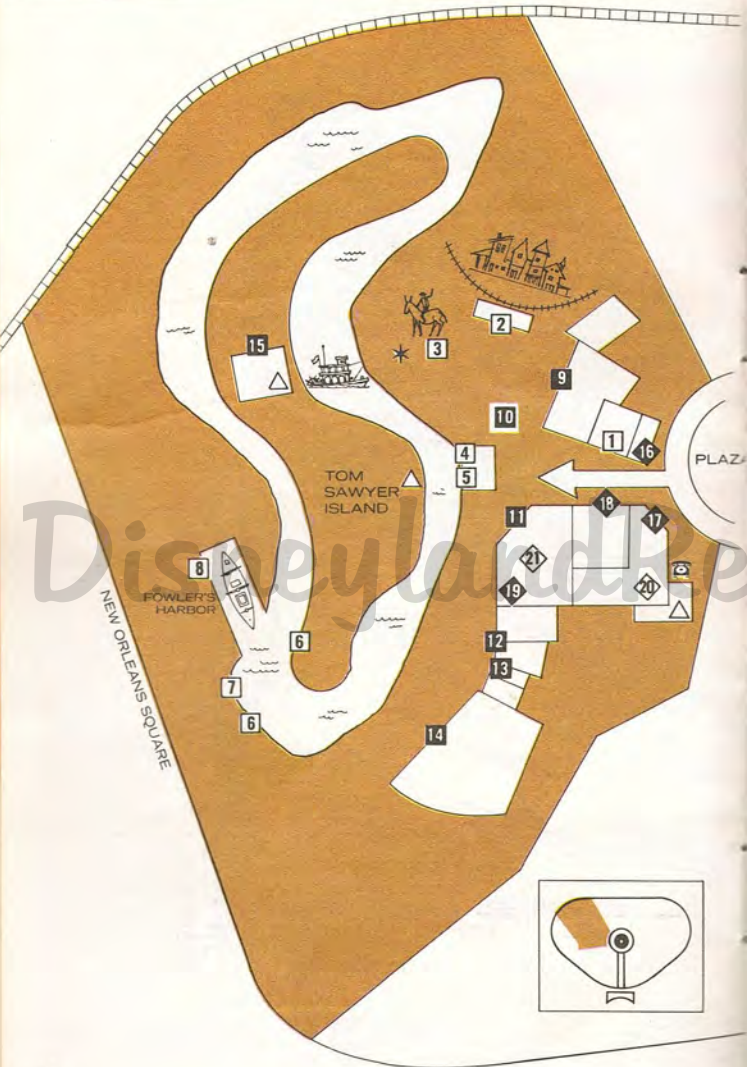 2
15
3
9
10
1
16
4
PLAZA
5
TOM
SAWYER
ISLAND
18
11
17
DisneylandRe
21
8
19
20
FOWLER'S
HARBOR
NEW ORLEANS SQUARE
6
12
13
7
6
14